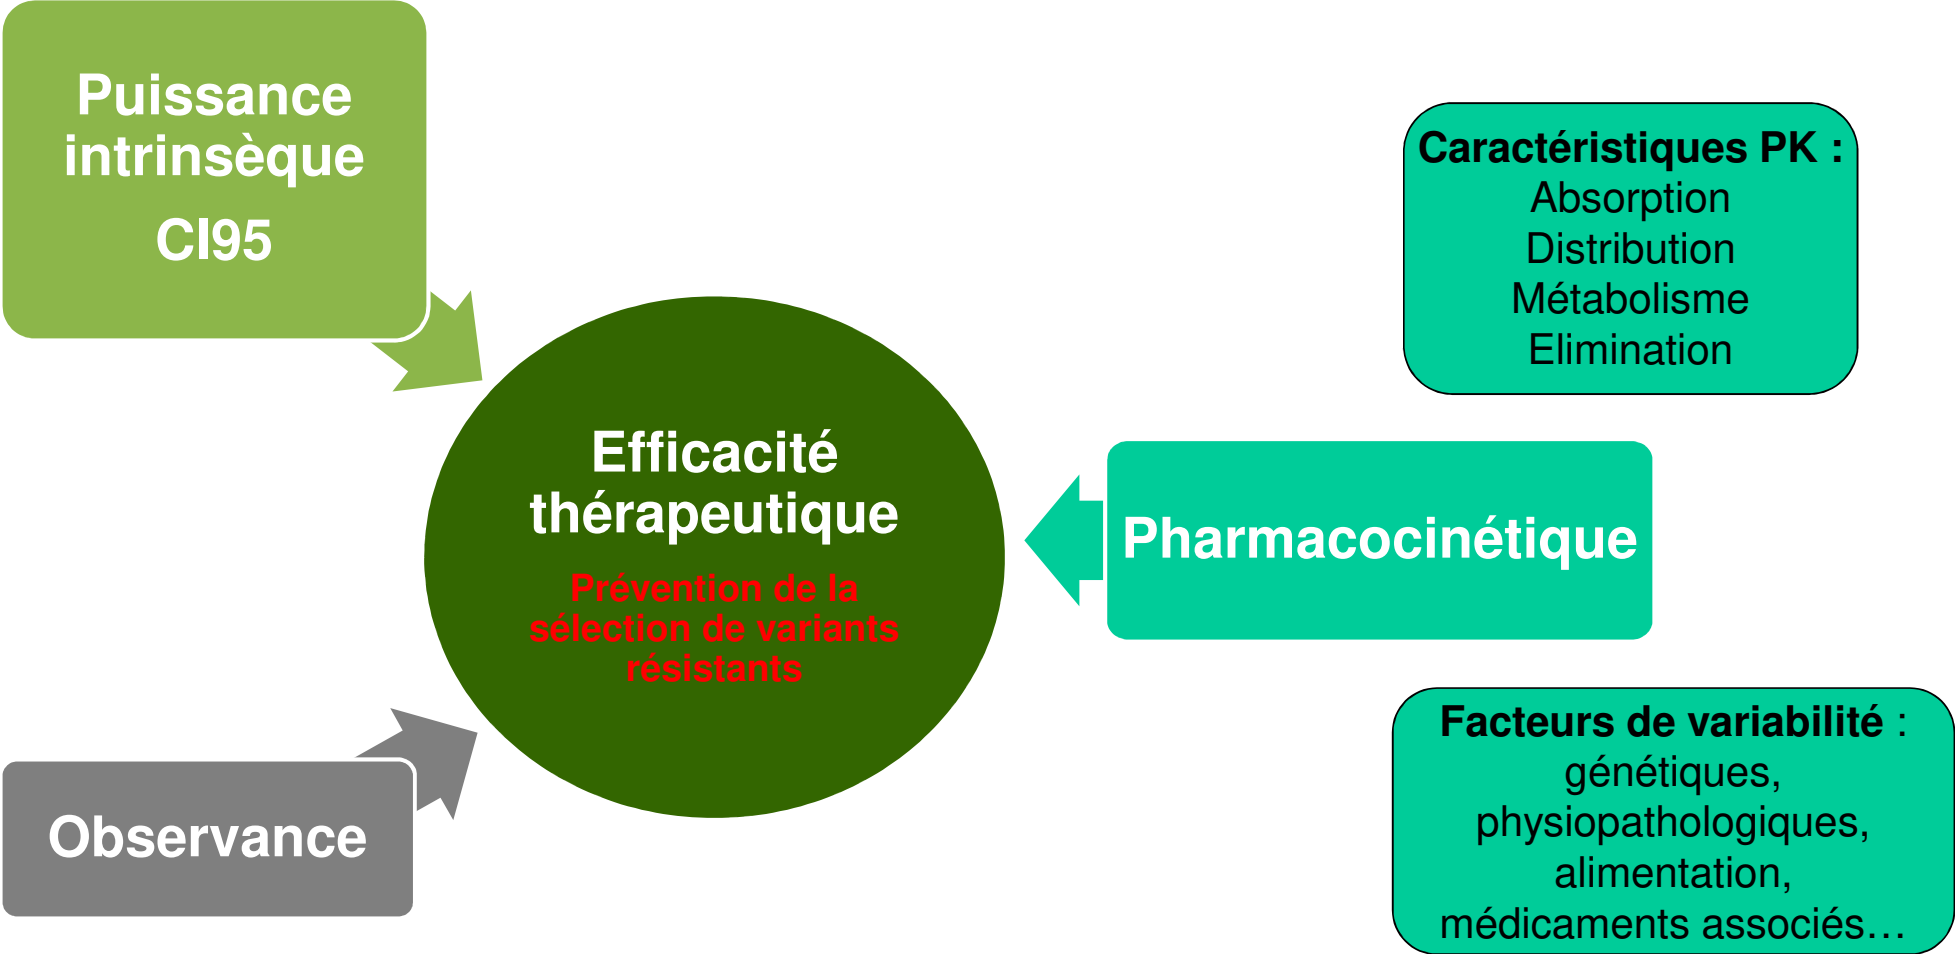 Puissance
intrinsèque
CI95
Caractéristiques PK :
Absorption
Distribution
Métabolisme
Elimination
Efficacité
thérapeutique
Prévention de la
sélection de variants
résistants
Pharmacocinétique
Observance
Facteurs de variabilité :
génétiques,
physiopathologiques,
alimentation,
médicaments associés…